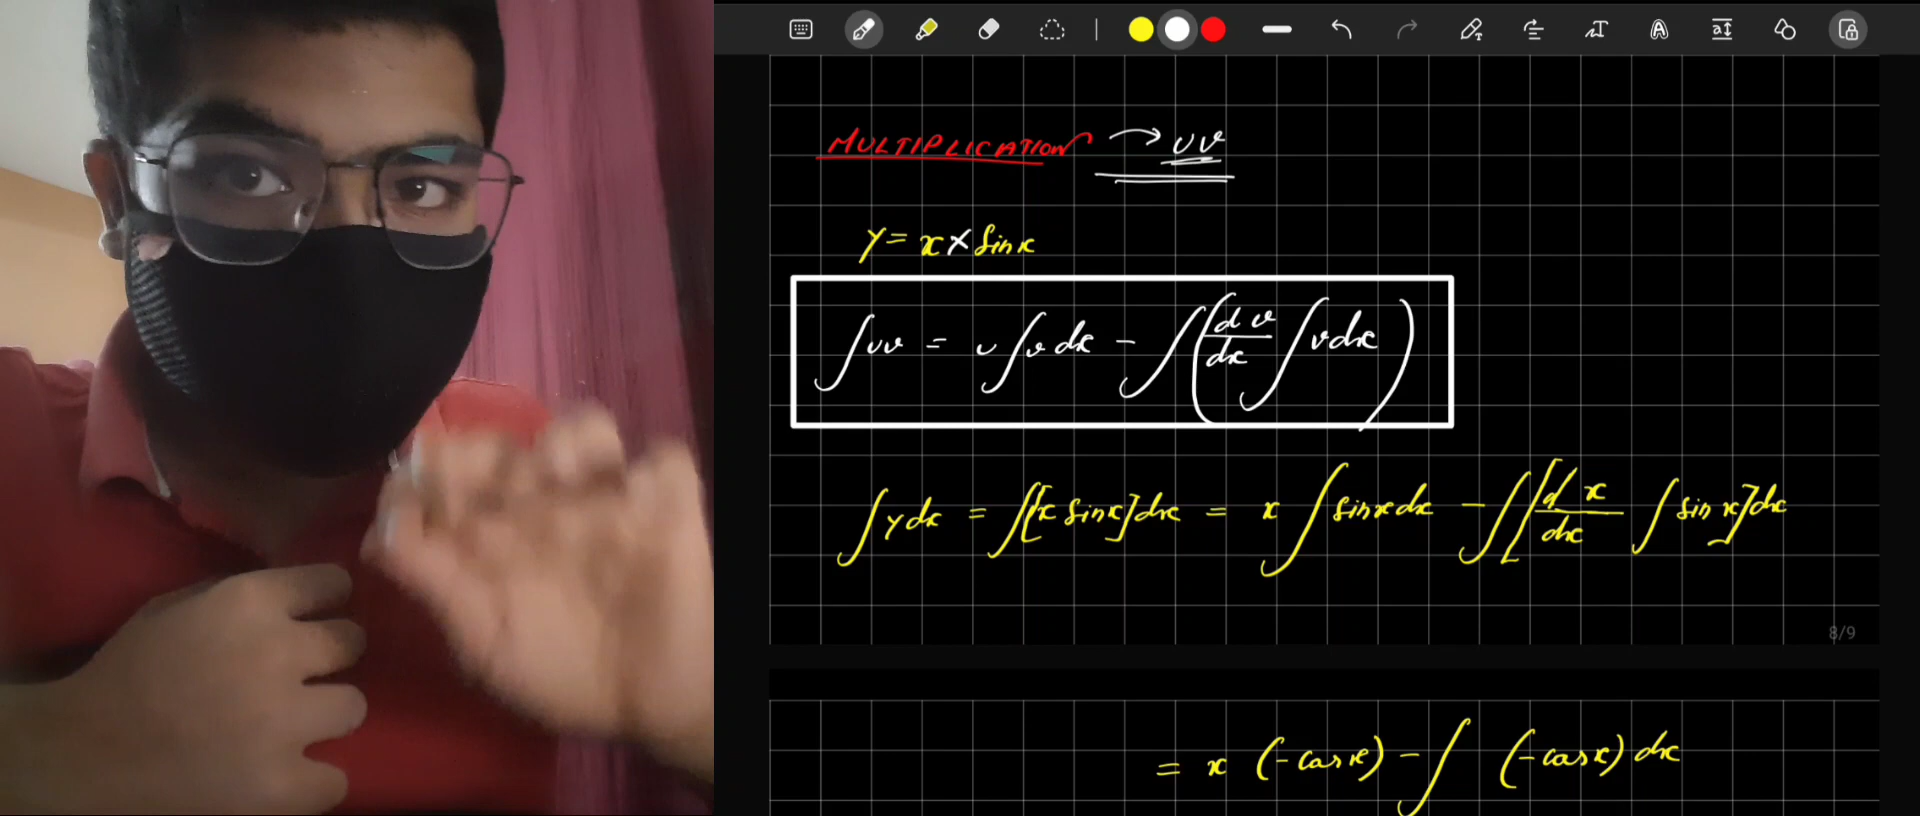 MULTIPLICATION → uv
y = x × sin x
∫uv = u∫v dx - ∫(dv/dx ∫v dx)
∫y dx = ∫[x sin x]dx = x ∫sin x dx - ∫[d x/dx ∫sin x]dx
8/9
= x (-cos x) - ∫ (-cos x) dx